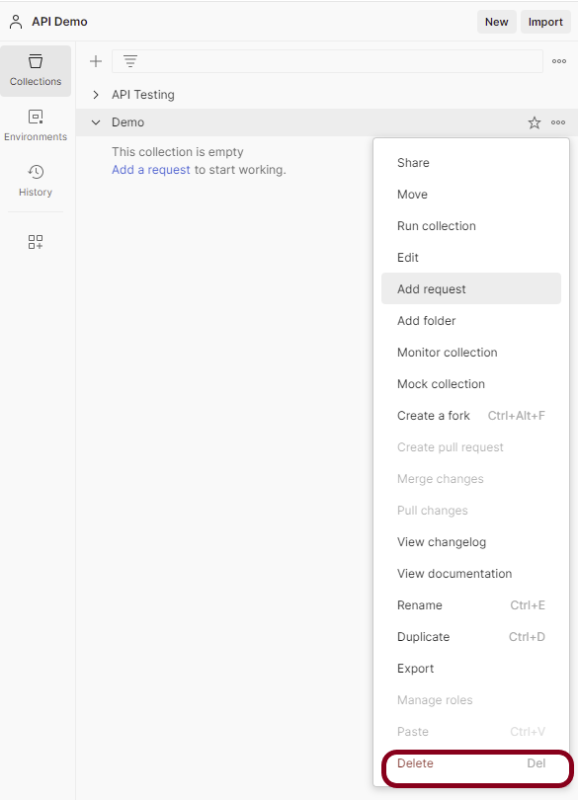 API Demo
New
Import
Collections
Environments
History
API Testing
Demo
This collection is empty
Add a request to start working.
Share
Move
Run collection
Edit
Add request
Add folder
Monitor collection
Mock collection
Create a fork Ctrl+Alt+F
Create pull request
Merge changes
Pull changes
View changelog
View documentation
Rename Ctrl+E
Duplicate Ctrl+D
Export
Manage roles
Paste Ctrl+V
Delete Del